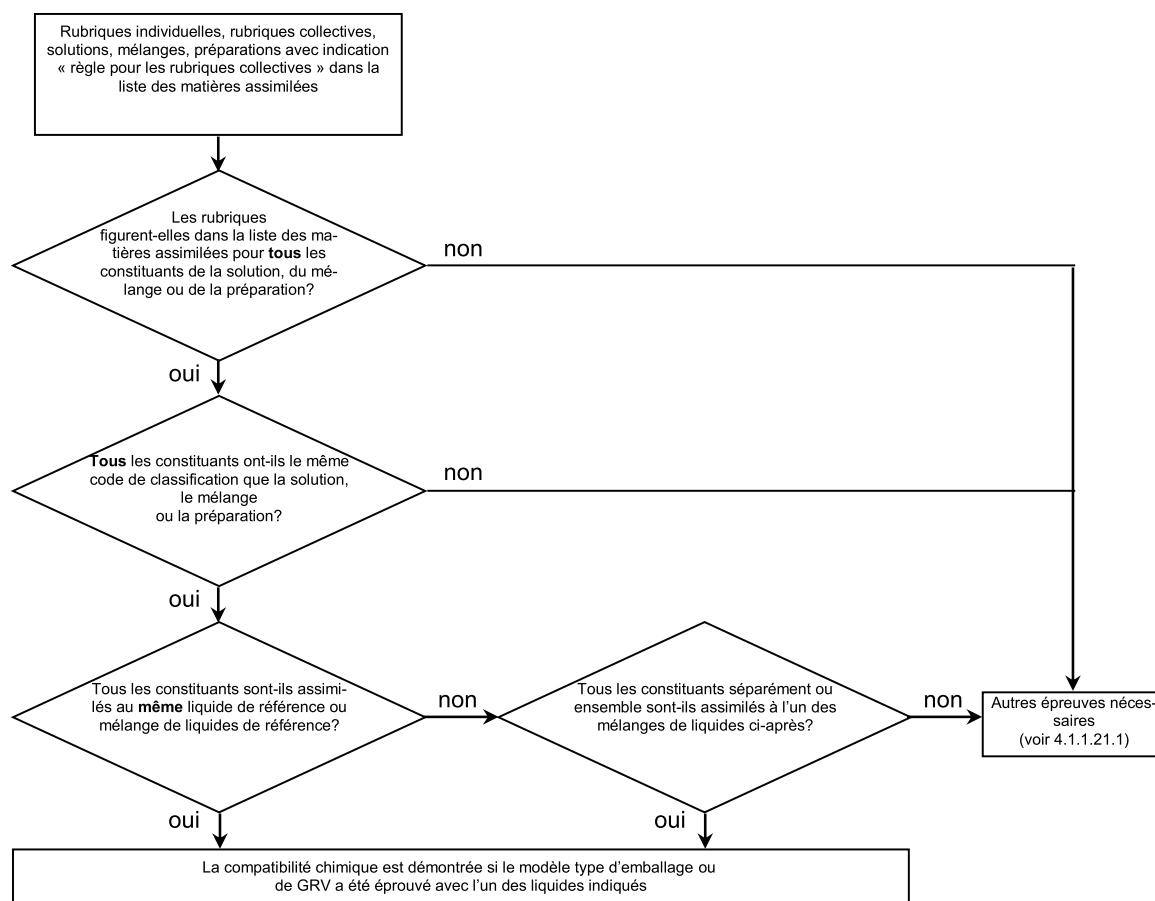 Rubriques individuelles, rubriques collectives,
solutions, mélanges, préparations avec indication
« règle pour les rubriques collectives » dans la
liste des matières assimilées
Les rubriques
figurent-elles dans la liste des ma-
tières assimilées pour tous les
constituants de la solution, du mé-
lange ou de la préparation?
non
oui
Tous les constituants ont-ils le même
code de classification que la solution,
le mélange
ou la préparation?
non
oui
Tous les constituants sont-ils assimi-
lés au même liquide de référence ou
mélange de liquides de référence?
non
Tous les constituants séparément ou
ensemble sont-ils assimilés à l’un des
mélanges de liquides ci-après?
non
Autres épreuves néces-
saires
(voir 4.1.1.21.1)
oui
oui
La compatibilité chimique est démontrée si le modèle type d’emballage ou
de GRV a été éprouvé avec l’un des liquides indiqués